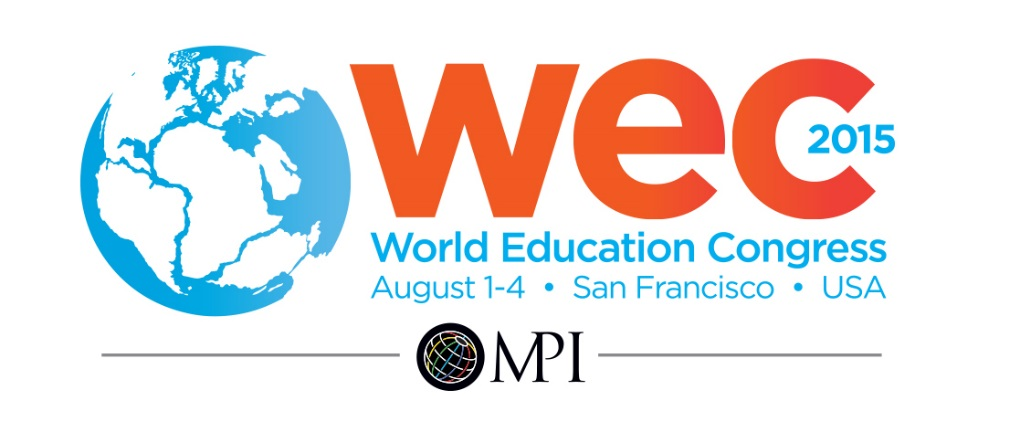 wec
2015
World Education Congress
August 1-4 • San Francisco • USA
MPI